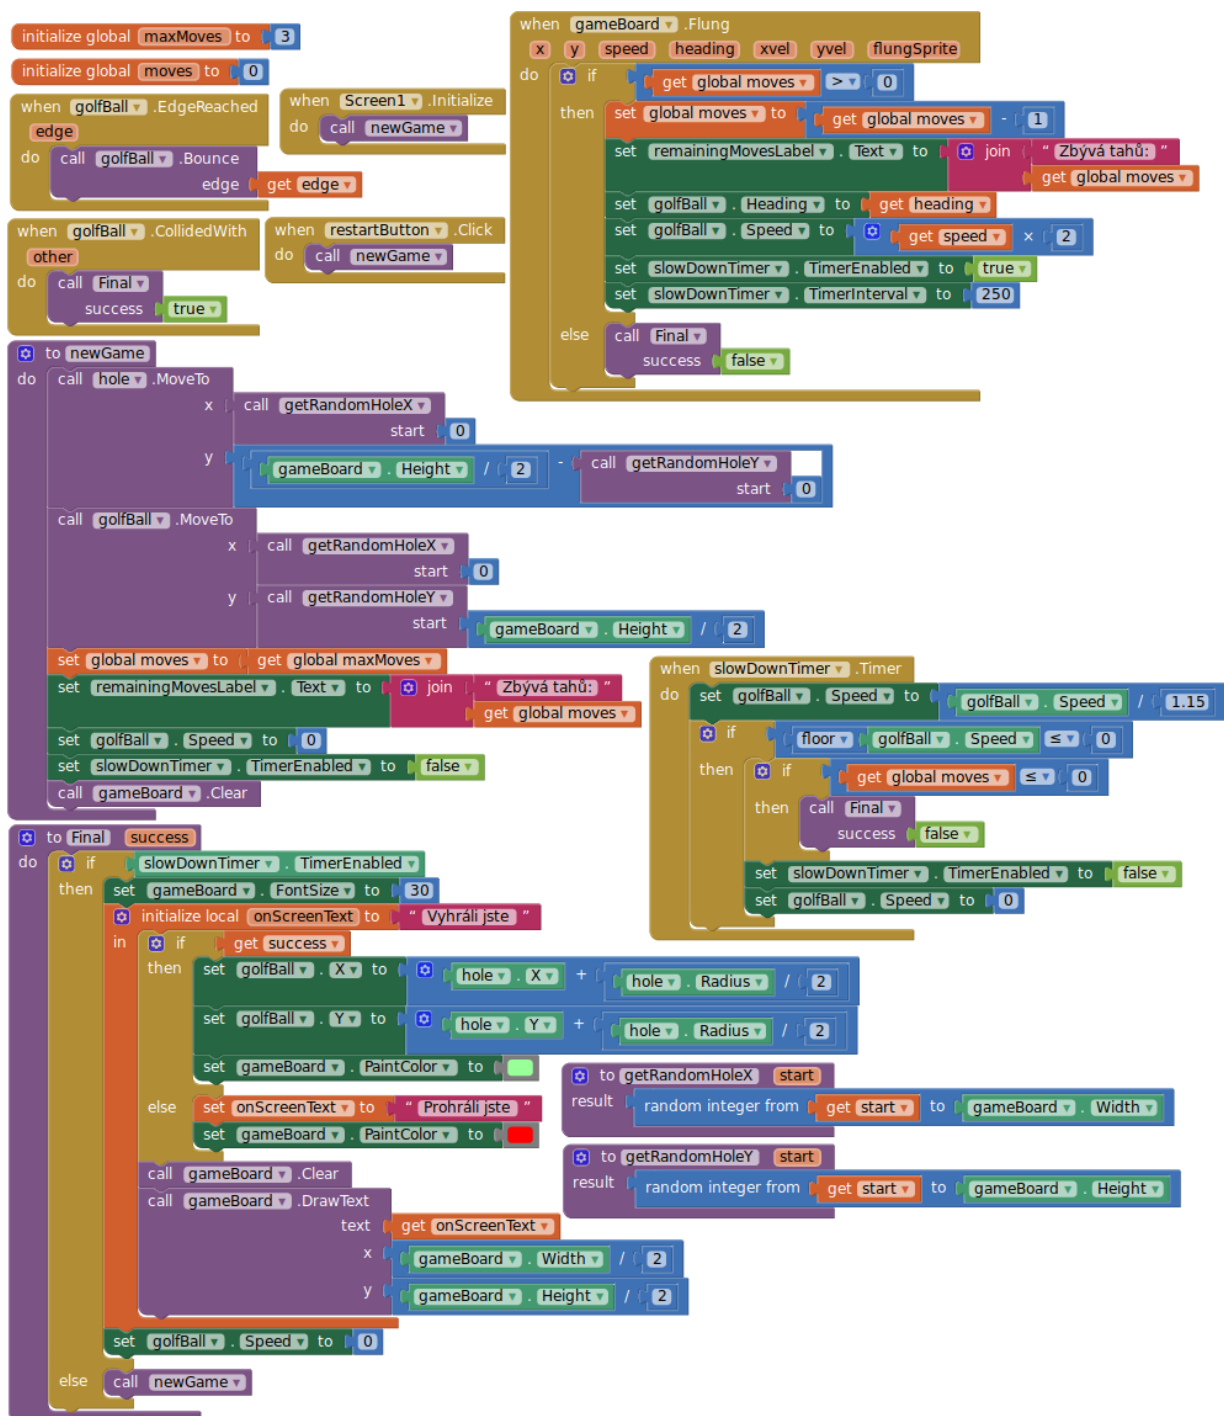 initialize global maxMoves to 3
initialize global moves to 0
when golfBall .EdgeReached
edge
do call golfBall .Bounce
edge get edge
when Screen1 .Initialize
do call newGame
when golfBall .CollidedWith
other
do call Final
success true
when restartButton .Click
do call newGame
when gameBoard .Flung
x y speed heading xvel yvel flungSprite
do if get global moves > 0
then set global moves to get global moves - 1
set remainingMovesLabel . Text to join " Zbývá tahů: "
get global moves
set golfBall . Heading to get heading
set golfBall . Speed to get speed × 2
set slowDownTimer . TimerEnabled to true
set slowDownTimer . TimerInterval to 250
else call Final
success false
to newGame
do call hole .MoveTo
x call getRandomHoleX
start 0
y gameBoard . Height / 2 - call getRandomHoleY
start 0
call golfBall .MoveTo
x call getRandomHoleX
start 0
y call getRandomHoleY
start gameBoard . Height / 2
set global moves to get global maxMoves
set remainingMovesLabel . Text to join " Zbývá tahů: "
get global moves
set golfBall . Speed to 0
set slowDownTimer . TimerEnabled to false
call gameBoard .Clear
when slowDownTimer .Timer
do set golfBall . Speed to golfBall . Speed / 1.15
if floor golfBall . Speed ≤ 0
then if get global moves ≤ 0
then call Final
success false
set slowDownTimer . TimerEnabled to false
set golfBall . Speed to 0
to Final success
do if slowDownTimer . TimerEnabled
then set gameBoard . FontSize to 30
initialize local onScreenText to " Vyhráli jste "
in if get success
then set golfBall . X to hole . X + hole . Radius / 2
set golfBall . Y to hole . Y + hole . Radius / 2
set gameBoard . PaintColor to
else set onScreenText to " Prohráli jste "
set gameBoard . PaintColor to
call gameBoard .Clear
call gameBoard .DrawText
text get onScreenText
x gameBoard . Width / 2
y gameBoard . Height / 2
set golfBall . Speed to 0
else call newGame
to getRandomHoleX start
result random integer from get start to gameBoard . Width
to getRandomHoleY start
result random integer from get start to gameBoard . Height